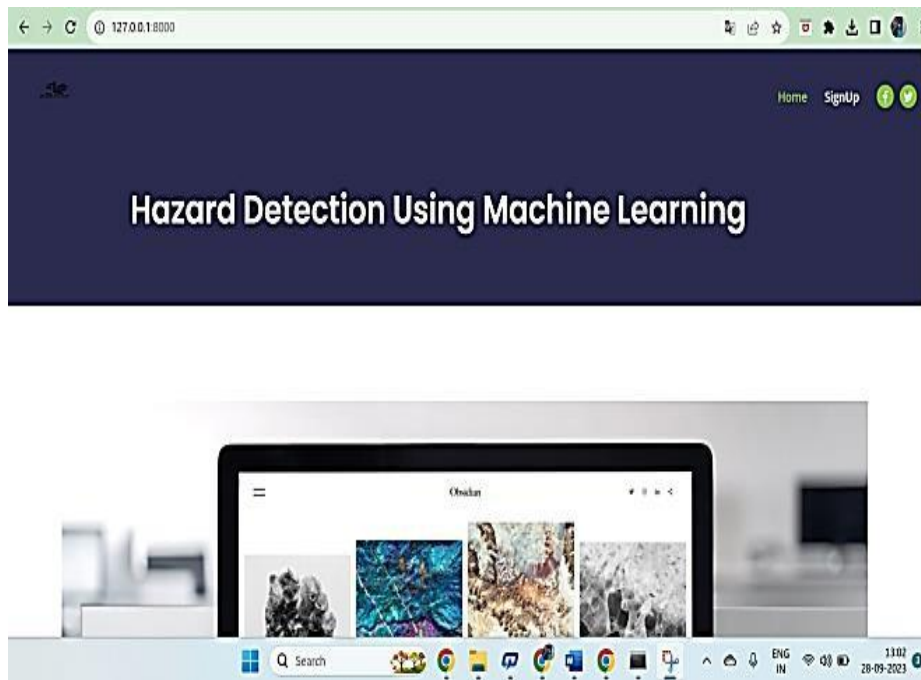 127.0.0.1:8000
Home SignUp
Hazard Detection Using Machine Learning
Obsidian
Search
ENG
IN
13:02
28-09-2023